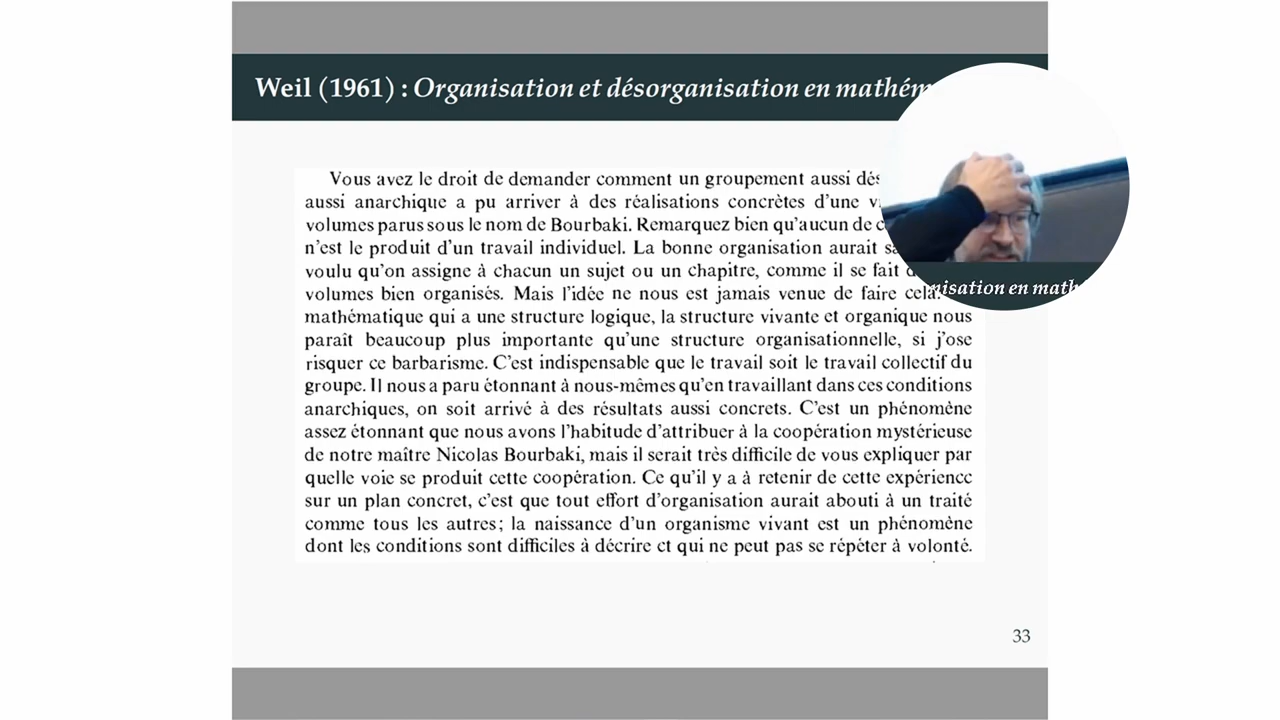 Weil (1961) : Organisation et désorganisation en mathém
Vous avez le droit de demander comment un groupement aussi dés
aussi anarchique a pu arriver à des réalisations concrètes d'une v
volumes parus sous le nom de Bourbaki. Remarquez bien qu'aucun de c
n'est le produit d'un travail individuel. La bonne organisation aurait sa
voulu qu'on assigne à chacun un sujet ou un chapitre, comme il se fait d
volumes bien organisés. Mais l'idée ne nous est jamais venue de faire cela.
nisation en math
mathématique qui a une structure logique, la structure vivante et organique nous
paraît beaucoup plus importante qu'une structure organisationnelle, si j'ose
risquer ce barbarisme. C'est indispensable que le travail soit le travail collectif du
groupe. Il nous a paru étonnant à nous-mêmes qu'en travaillant dans ces conditions
anarchiques, on soit arrivé à des résultats aussi concrets. C'est un phénomène
assez étonnant que nous avons l'habitude d'attribuer à la coopération mystérieuse
de notre maître Nicolas Bourbaki, mais il serait très difficile de vous expliquer par
quelle voie se produit cette coopération. Ce qu'il y a à retenir de cette expérience
sur un plan concret, c'est que tout effort d'organisation aurait abouti à un traité
comme tous les autres; la naissance d'un organisme vivant est un phénomène
dont les conditions sont difficiles à décrire et qui ne peut pas se répéter à volonté.
33